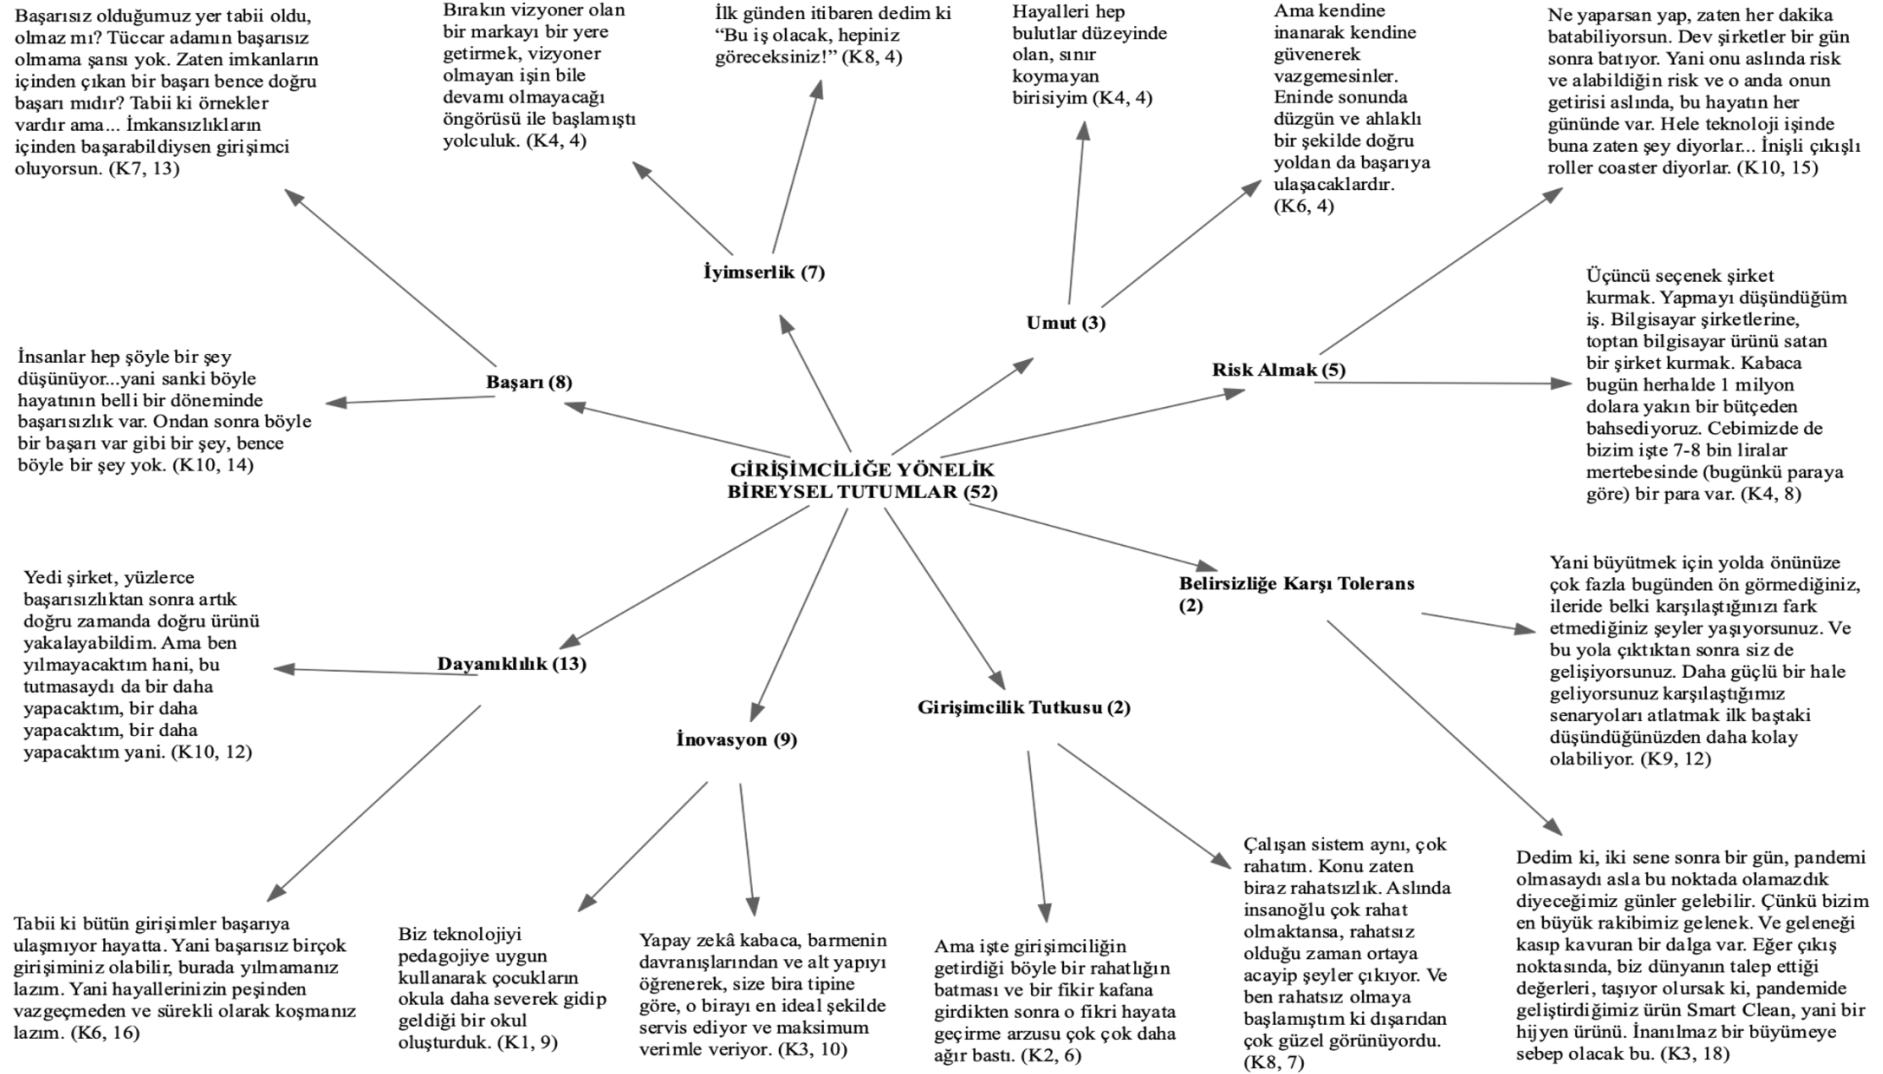 Başarısız olduğumuz yer tabii oldu,
olmaz mı? Tüccar adamın başarısız
olmama şansı yok. Zaten imkanların
içinden çıkan bir başarı bence doğru
başarı mıdır? Tabii ki örnekler
vardır ama... İmkansızlıkların
içinden başarabildiysen girişimci
oluyorsun. (K7, 13)
Bırakın vizyoner olan
bir markayı bir yere
getirmek, vizyoner
olmayan işin bile
devamı olmayacağı
öngörüsü ile başlamıştı
yolculuk. (K4, 4)
İlk günden itibaren dedim ki
“Bu iş olacak, hepiniz
göreceksiniz!” (K8, 4)
Hayalleri hep
bulutlar düzeyinde
olan, sınır
koymayan
birisiyim (K4, 4)
Ama kendine
inanarak kendine
güvenerek
vazgemesinler.
Eninde sonunda
düzgün ve ahlaklı
bir şekilde doğru
yoldan da başarıya
ulaşacaklardır.
(K6, 4)
Ne yaparsan yap, zaten her dakika
batabiliyorsun. Dev şirketler bir gün
sonra batıyor. Yani onu aslında risk
ve alabildiğin risk ve o anda onun
getirisi aslında, bu hayatın her
gününde var. Hele teknoloji işinde
buna zaten şey diyorlar... İnişli çıkışlı
roller coaster diyorlar. (K10, 15)
İyimserlik (7)
Umut (3)
Risk Almak (5)
Başarı (8)
İnsanlar hep şöyle bir şey
düşünüyor...yani sanki böyle
hayatının belli bir döneminde
başarısızlık var. Ondan sonra böyle
bir başarı var gibi bir şey, bence
böyle bir şey yok. (K10, 14)
Üçüncü seçenek şirket
kurmak. Yapmayı düşündüğüm
iş. Bilgisayar şirketlerine,
toptan bilgisayar ürünü satan
bir şirket kurmak. Kabaca
bugün herhalde 1 milyon
dolara yakın bir bütçeden
bahsediyoruz. Cebimizde de
bizim işte 7-8 bin liralar
mertebesinde (bugünkü paraya
göre) bir para var. (K4, 8)
GİRİŞİMCİLİĞE YÖNELİK
BİREYSEL TUTUMLAR (52)
Yedi şirket, yüzlerce
başarısızlıktan sonra artık
doğru zamanda doğru ürünü
yakalayabildim. Ama ben
yılmayacaktım hani, bu
tutmasaydı da bir daha
yapacaktım, bir daha
yapacaktım, bir daha
yapacaktım yani. (K10, 12)
Dayanıklılık (13)
İnovasyon (9)
Girişimcilik Tutkusu (2)
Belirsizliğe Karşı Tolerans
(2)
Yani büyütmek için yolda önünüze
çok fazla bugünden ön görmediğiniz,
ileride belki karşılaştığınızı fark
etmediğiniz şeyler yaşıyorsunuz. Ve
bu yola çıktıktan sonra siz de
gelişiyorsunuz. Daha güçlü bir hale
geliyorsunuz karşılaştığımız
senaryoları atlatmak ilk baştaki
düşündüğünüzden daha kolay
olabiliyor. (K9, 12)
Tabii ki bütün girişimler başarıya
ulaşmıyor hayatta. Yani başarısız birçok
girişiminiz olabilir, burada yılmamanız
lazım. Yani hayallerinizin peşinden
vazgeçmeden ve sürekli olarak koşmanız
lazım. (K6, 16)
Biz teknolojiyi
pedagojiye uygun
kullanarak çocukların
okula daha severek gidip
geldiği bir okul
oluşturduk. (K1, 9)
Yapay zekâ kabaca, barmenin
davranışlarından ve alt yapıyı
öğrenerek, size bira tipine
göre, o birayı en ideal şekilde
servis ediyor ve maksimum
verimle veriyor. (K3, 10)
Ama işte girişimciliğin
getirdiği böyle bir rahatlığın
batması ve bir fikir kafana
girdikten sonra o fikri hayata
geçirme arzusu çok çok daha
ağır bastı. (K2, 6)
Çalışan sistem aynı, çok
rahatım. Konu zaten
biraz rahatsızlık. Aslında
insanoğlu çok rahat
olmaktansa, rahatsız
olduğu zaman ortaya
acayip şeyler çıkıyor. Ve
ben rahatsız olmaya
başlamıştım ki dışarıdan
çok güzel görünüyordu.
(K8, 7)
Dedim ki, iki sene sonra bir gün, pandemi
olmasaydı asla bu noktada olamazdık
diyeceğimiz günler gelebilir. Çünkü bizim
en büyük rakibimiz gelenek. Ve geleneği
kasıp kavuran bir dalga var. Eğer çıkış
noktasında, biz dünyanın talep ettiği
değerleri, taşıyor olursak ki, pandemide
geliştirdiğimiz ürün Smart Clean, yani bir
hijyen ürünü. İnanılmaz bir büyümeye
sebep olacak bu. (K3, 18)